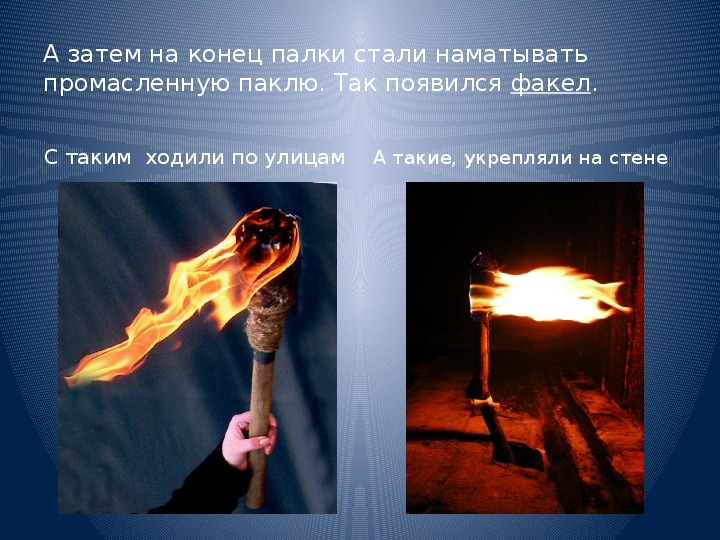 А затем на конец палки стали наматывать
промасленную паклю. Так появился факел.
С таким ходили по улицам
А такие, укрепляли на стене